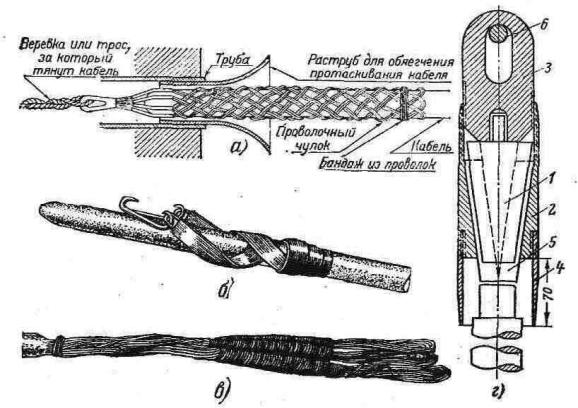 Веревка или трос,
за который
тянут кабель
Труба
Раструб для облегчения
протаскивания кабеля
Проволочный
чулок
Кабель
Бандаж из проволок
а)
б)
в)
6
3
1
2
5
4
70
г)